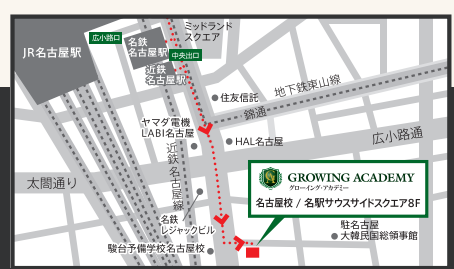 ミッドランド
スクエア
広小路口
名鉄
名古屋駅
中央出口
JR名古屋駅
近鉄
名古屋駅
地下鉄東山線
住友信託
錦通
ヤマダ電機
LABI名古屋
広小路通
HAL名古屋
近鉄名古屋線
太閤通り
GROWING ACADEMY
グローイング・アカデミー
名古屋校 / 名駅サウスサイドスクエア8F
名鉄
レジャックビル
駐名古屋
大韓民国総領事館
駿台予備学校名古屋校